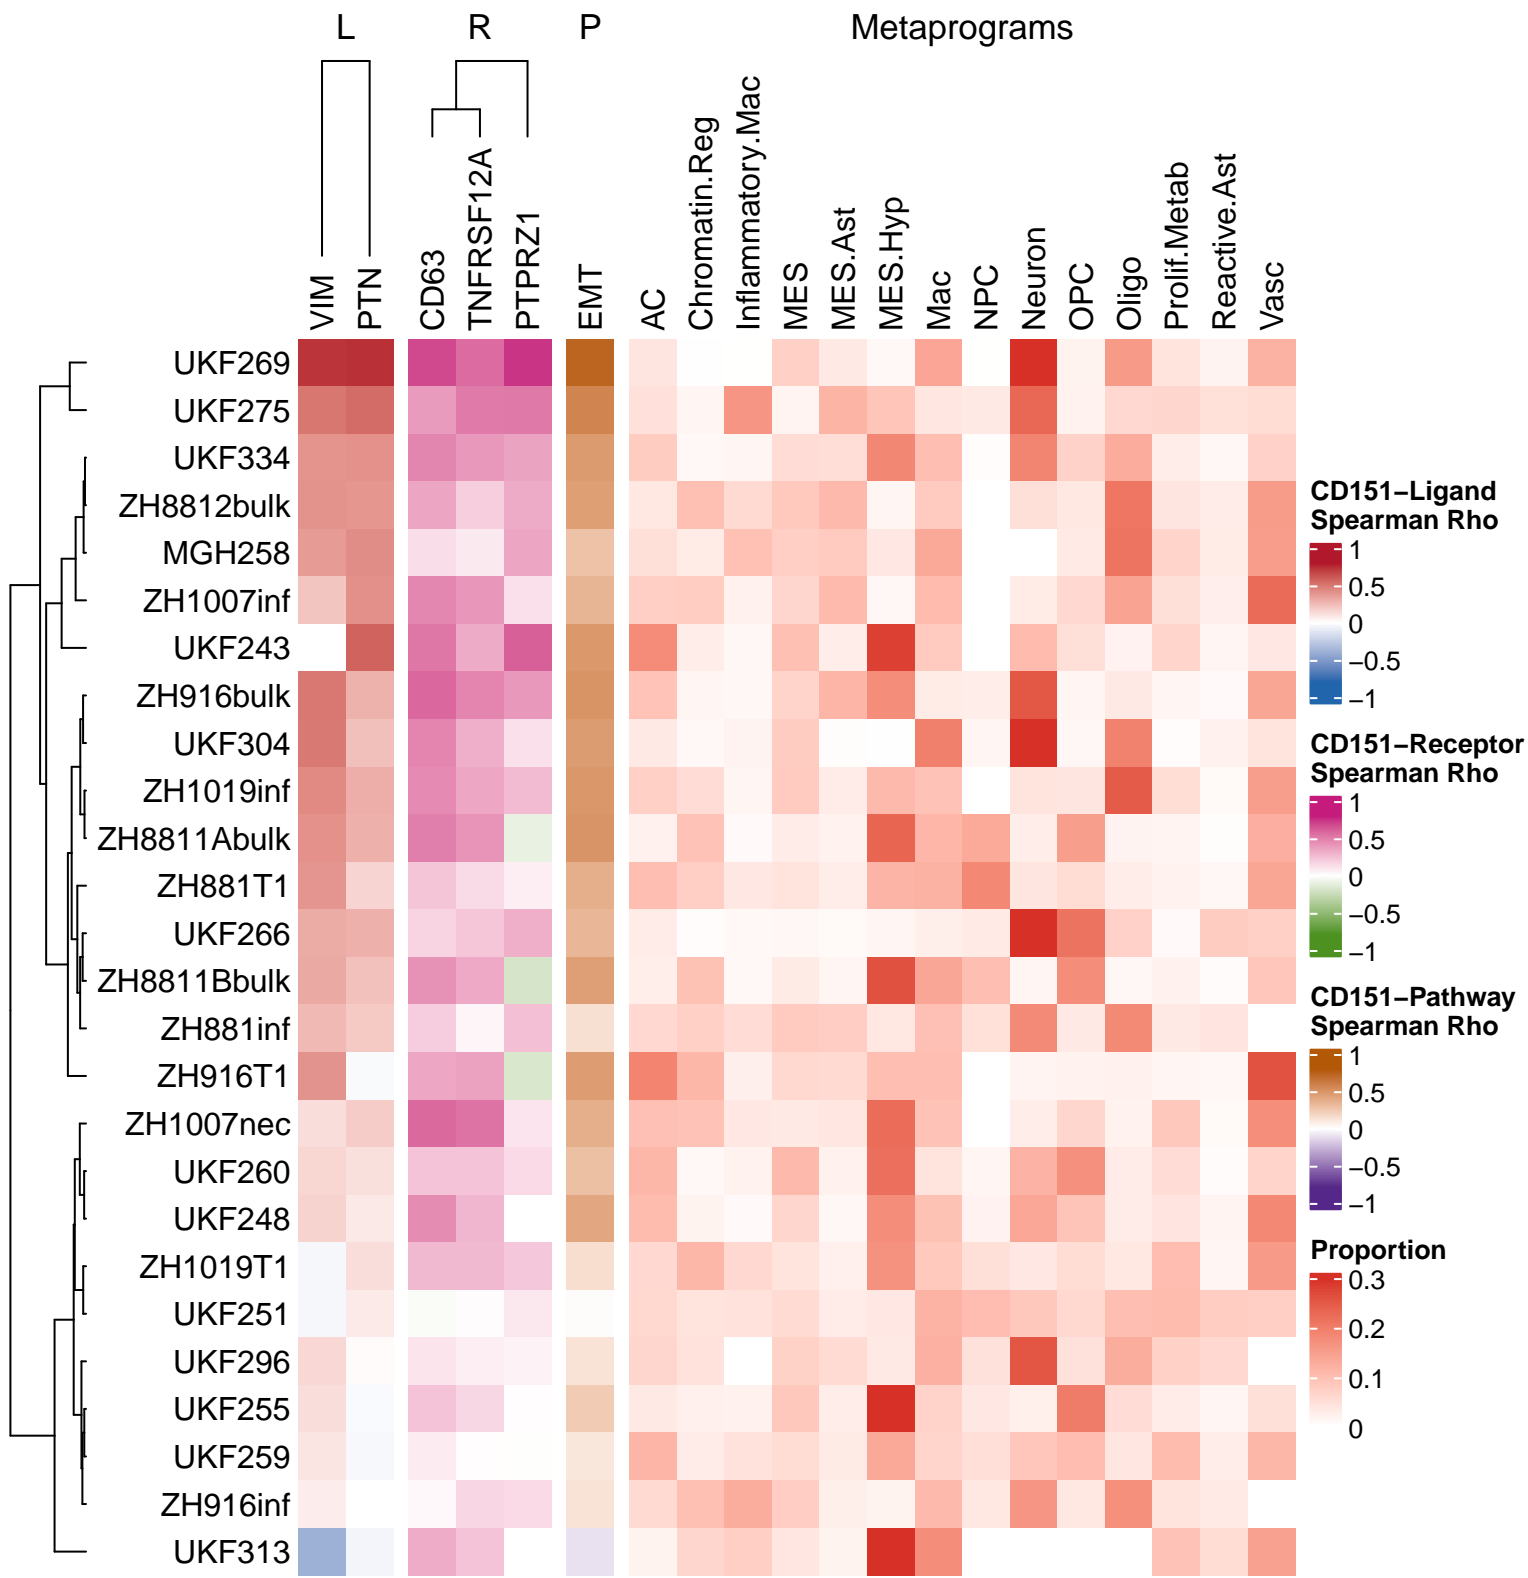 L R P Metaprograms
VIM
PTN
CD63
TNFRSF12A
PTPRZ1
EMT
AC
Chromatin.Reg
Inflammatory.Mac
MES
MES.Ast
MES.Hyp
Mac
NPC
Neuron
OPC
Oligo
Prolif.Metab
Reactive.Ast
Vasc
UKF269
UKF275
UKF334
ZH8812bulk
MGH258
ZH1007inf
UKF243
ZH916bulk
UKF304
ZH1019inf
ZH8811Abulk
ZH881T1
UKF266
ZH8811Bbulk
ZH881inf
ZH916T1
ZH1007nec
UKF260
UKF248
ZH1019T1
UKF251
UKF296
UKF255
UKF259
ZH916inf
UKF313
CD151−Ligand
Spearman Rho
1
0.5
0
−0.5
−1
CD151−Receptor
Spearman Rho
1
0.5
0
−0.5
−1
CD151−Pathway
Spearman Rho
1
0.5
0
−0.5
−1
Proportion
0.3
0.2
0.1
0